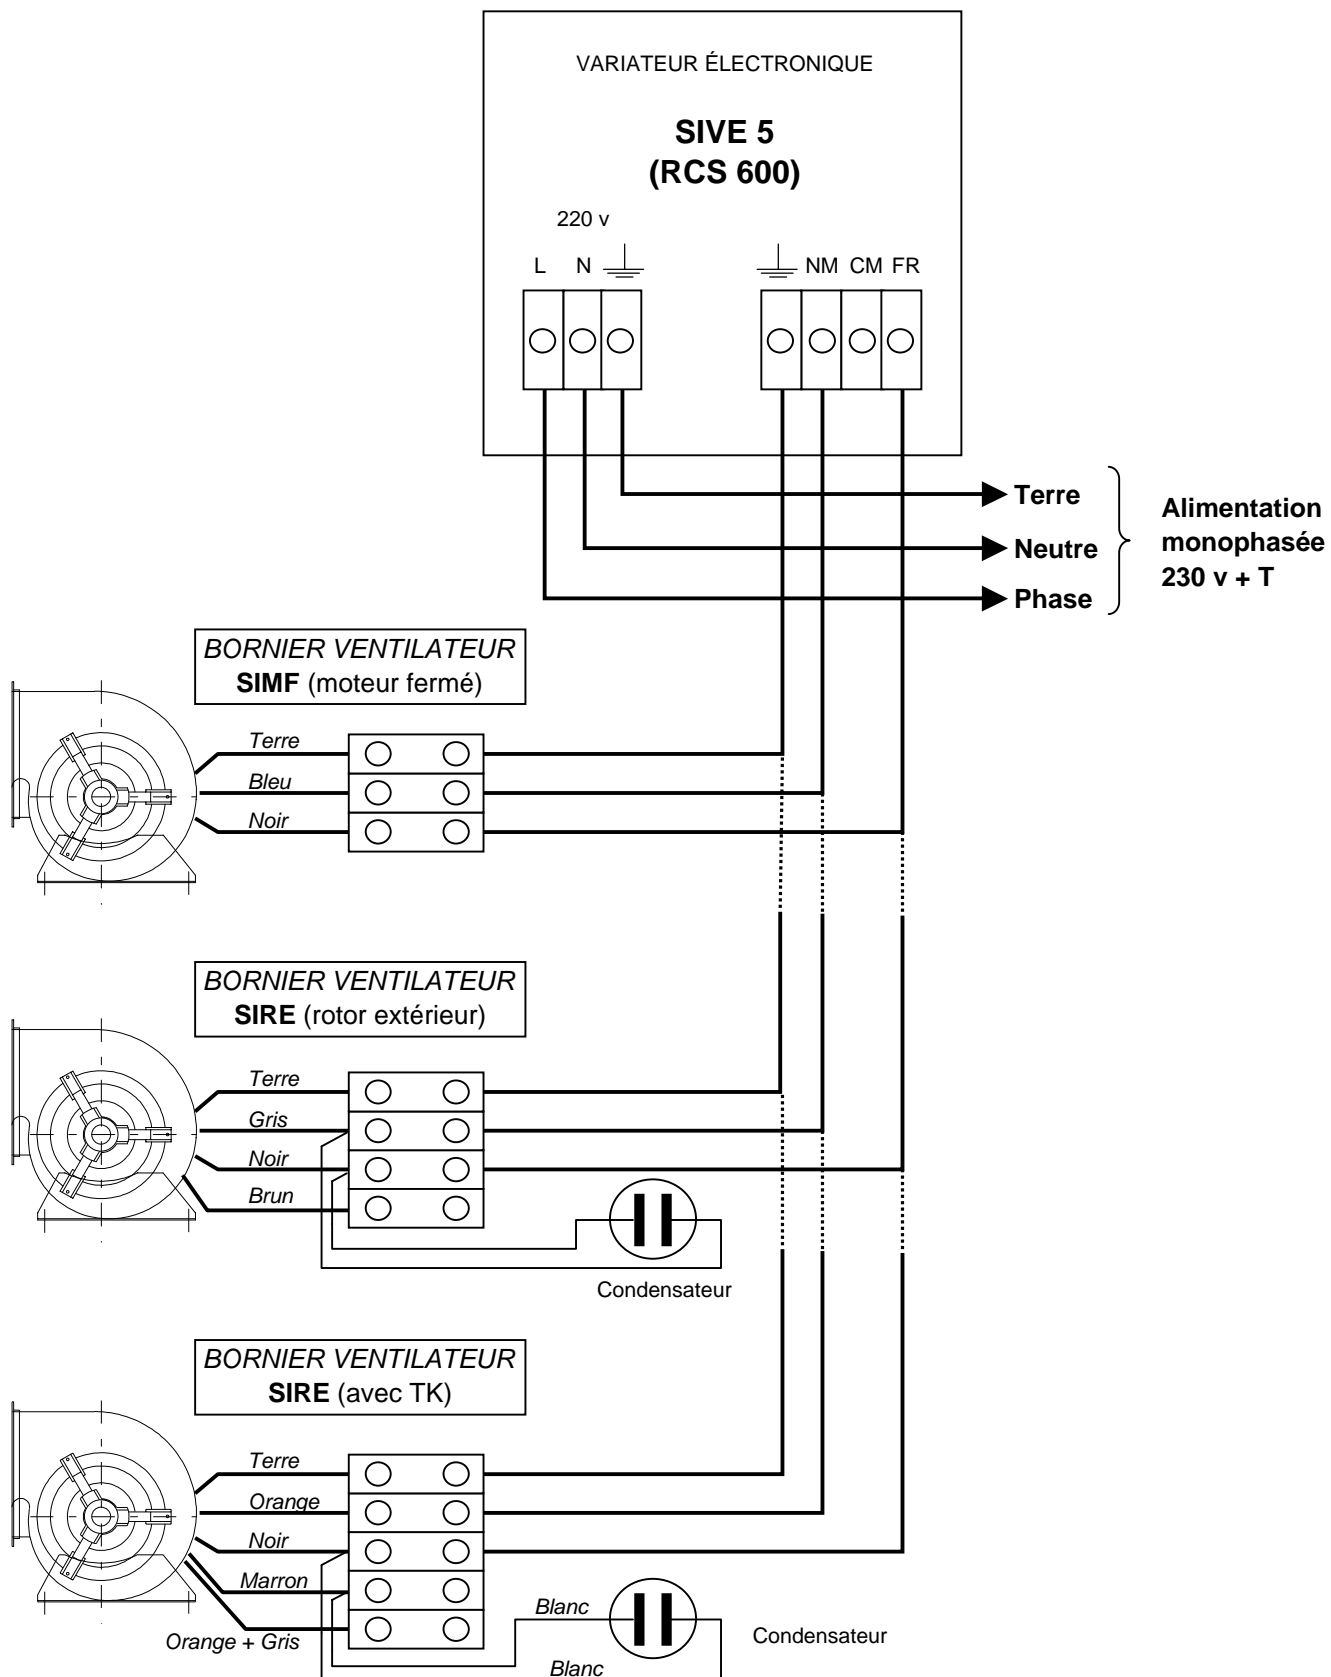 VARIATEUR ÉLECTRONIQUE
SIVE 5
(RCS 600)
220 v
L N NM CM FR
Terre
Neutre
Phase
Alimentation
monophasée
230 v + T
BORNIER VENTILATEUR
SIMF (moteur fermé)
Terre
Bleu
Noir
BORNIER VENTILATEUR
SIRE (rotor extérieur)
Terre
Gris
Noir
Brun
Condensateur
BORNIER VENTILATEUR
SIRE (avec TK)
Terre
Orange
Noir
Marron
Orange + Gris
Blanc
Condensateur
Blanc